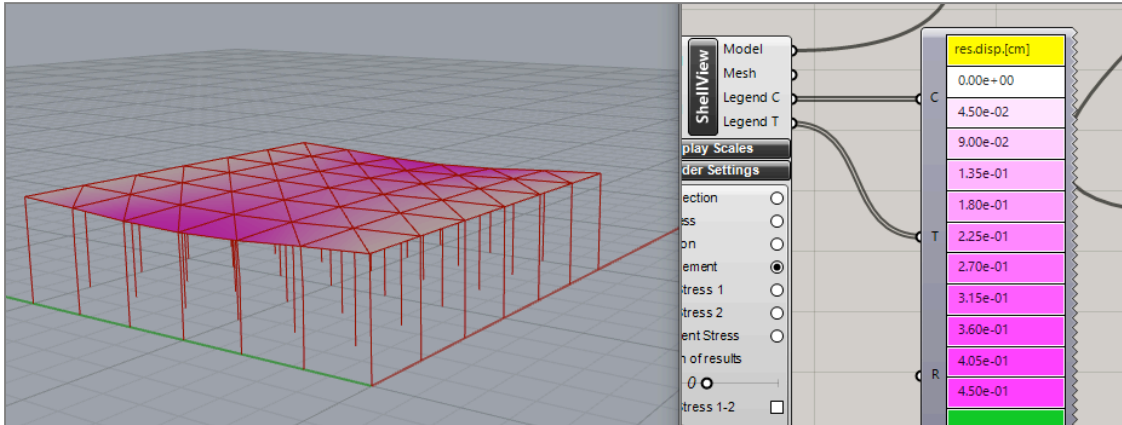 ShellView
Model
Mesh
Legend C
Legend T
play Scales
der Settings
ection
ess
on
ement
Stress 1
Stress 2
ent Stress
n of results
0
Stress 1-2
C
T
R
res.disp.[cm]
0.00e+00
4.50e-02
9.00e-02
1.35e-01
1.80e-01
2.25e-01
2.70e-01
3.15e-01
3.60e-01
4.05e-01
4.50e-01